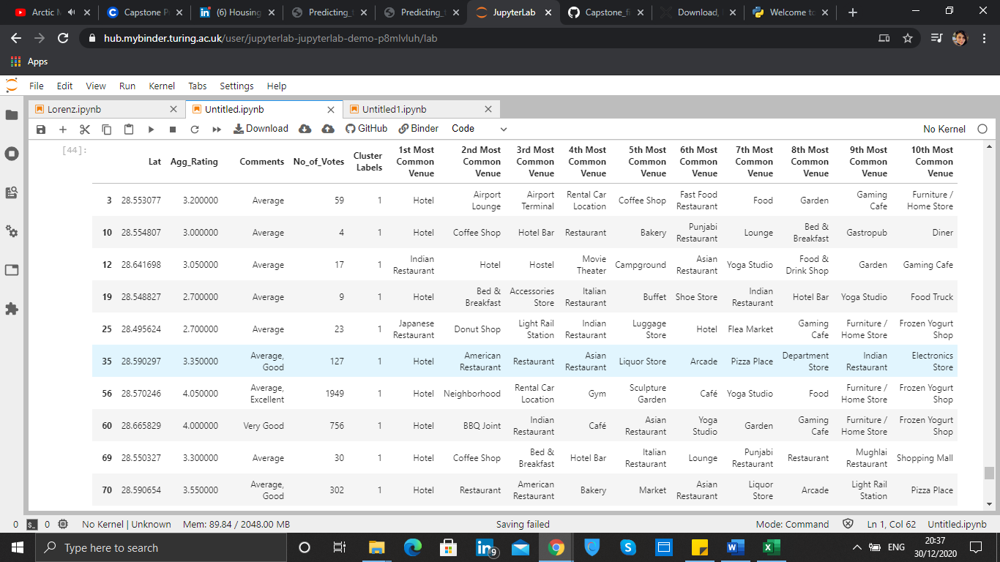 Arctic M
Capstone P
(6) Housing
Predicting_
Predicting_
JupyterLab
Capstone_fi
Download,
Welcome to
hub.mybinder.turing.ac.uk/user/jupyterlab-jupyterlab-demo-p8mlvluh/lab
Apps
File Edit View Run Kernel Tabs Settings Help
Lorenz.ipynb Untitled.ipynb Untitled1.ipynb
Download GitHub Binder Code No Kernel
[44]:
Lat Agg_Rating Comments No_of_Votes Cluster Labels 1st Most Common Venue 2nd Most Common Venue 3rd Most Common Venue 4th Most Common Venue 5th Most Common Venue 6th Most Common Venue 7th Most Common Venue 8th Most Common Venue 9th Most Common Venue 10th Most Common Venue
3 28.553077 3.200000 Average 59 1 Hotel Airport Lounge Airport Terminal Rental Car Location Coffee Shop Fast Food Restaurant Food Garden Gaming Cafe Furniture / Home Store
10 28.554807 3.000000 Average 4 1 Hotel Coffee Shop Hotel Bar Restaurant Bakery Punjabi Restaurant Lounge Bed & Breakfast Gastropub Diner
12 28.641698 3.050000 Average 17 1 Indian Restaurant Hotel Hostel Movie Theater Campground Asian Restaurant Yoga Studio Food & Drink Shop Garden Gaming Cafe
19 28.548827 2.700000 Average 9 1 Hotel Bed & Breakfast Accessories Store Italian Restaurant Buffet Shoe Store Indian Restaurant Hotel Bar Yoga Studio Food Truck
25 28.495624 2.700000 Average 23 1 Japanese Restaurant Donut Shop Light Rail Station Indian Restaurant Luggage Store Hotel Flea Market Gaming Cafe Furniture / Home Store Frozen Yogurt Shop
35 28.590297 3.350000 Average, Good 127 1 Hotel American Restaurant Restaurant Asian Restaurant Liquor Store Arcade Pizza Place Department Store Indian Restaurant Electronics Store
56 28.570246 4.050000 Average, Excellent 1949 1 Hotel Neighborhood Rental Car Location Gym Sculpture Garden Café Yoga Studio Food Furniture / Home Store Frozen Yogurt Shop
60 28.665829 4.000000 Very Good 756 1 Hotel BBQ Joint Indian Restaurant Café Asian Restaurant Yoga Studio Garden Gaming Cafe Furniture / Home Store Frozen Yogurt Shop
69 28.550327 3.300000 Average 30 1 Hotel Coffee Shop Bed & Breakfast Hotel Bar Italian Restaurant Lounge Punjabi Restaurant Restaurant Mughlai Restaurant Shopping Mall
70 28.590654 3.550000 Average, Good 302 1 Hotel Restaurant American Restaurant Bakery Market Asian Restaurant Liquor Store Arcade Light Rail Station Pizza Place
0 0 No Kernel | Unknown Mem: 89.84 / 2048.00 MB Saving failed Mode: Command Ln 1, Col 62 Untitled.ipynb
Type here to search
9
ENG
20:37
30/12/2020